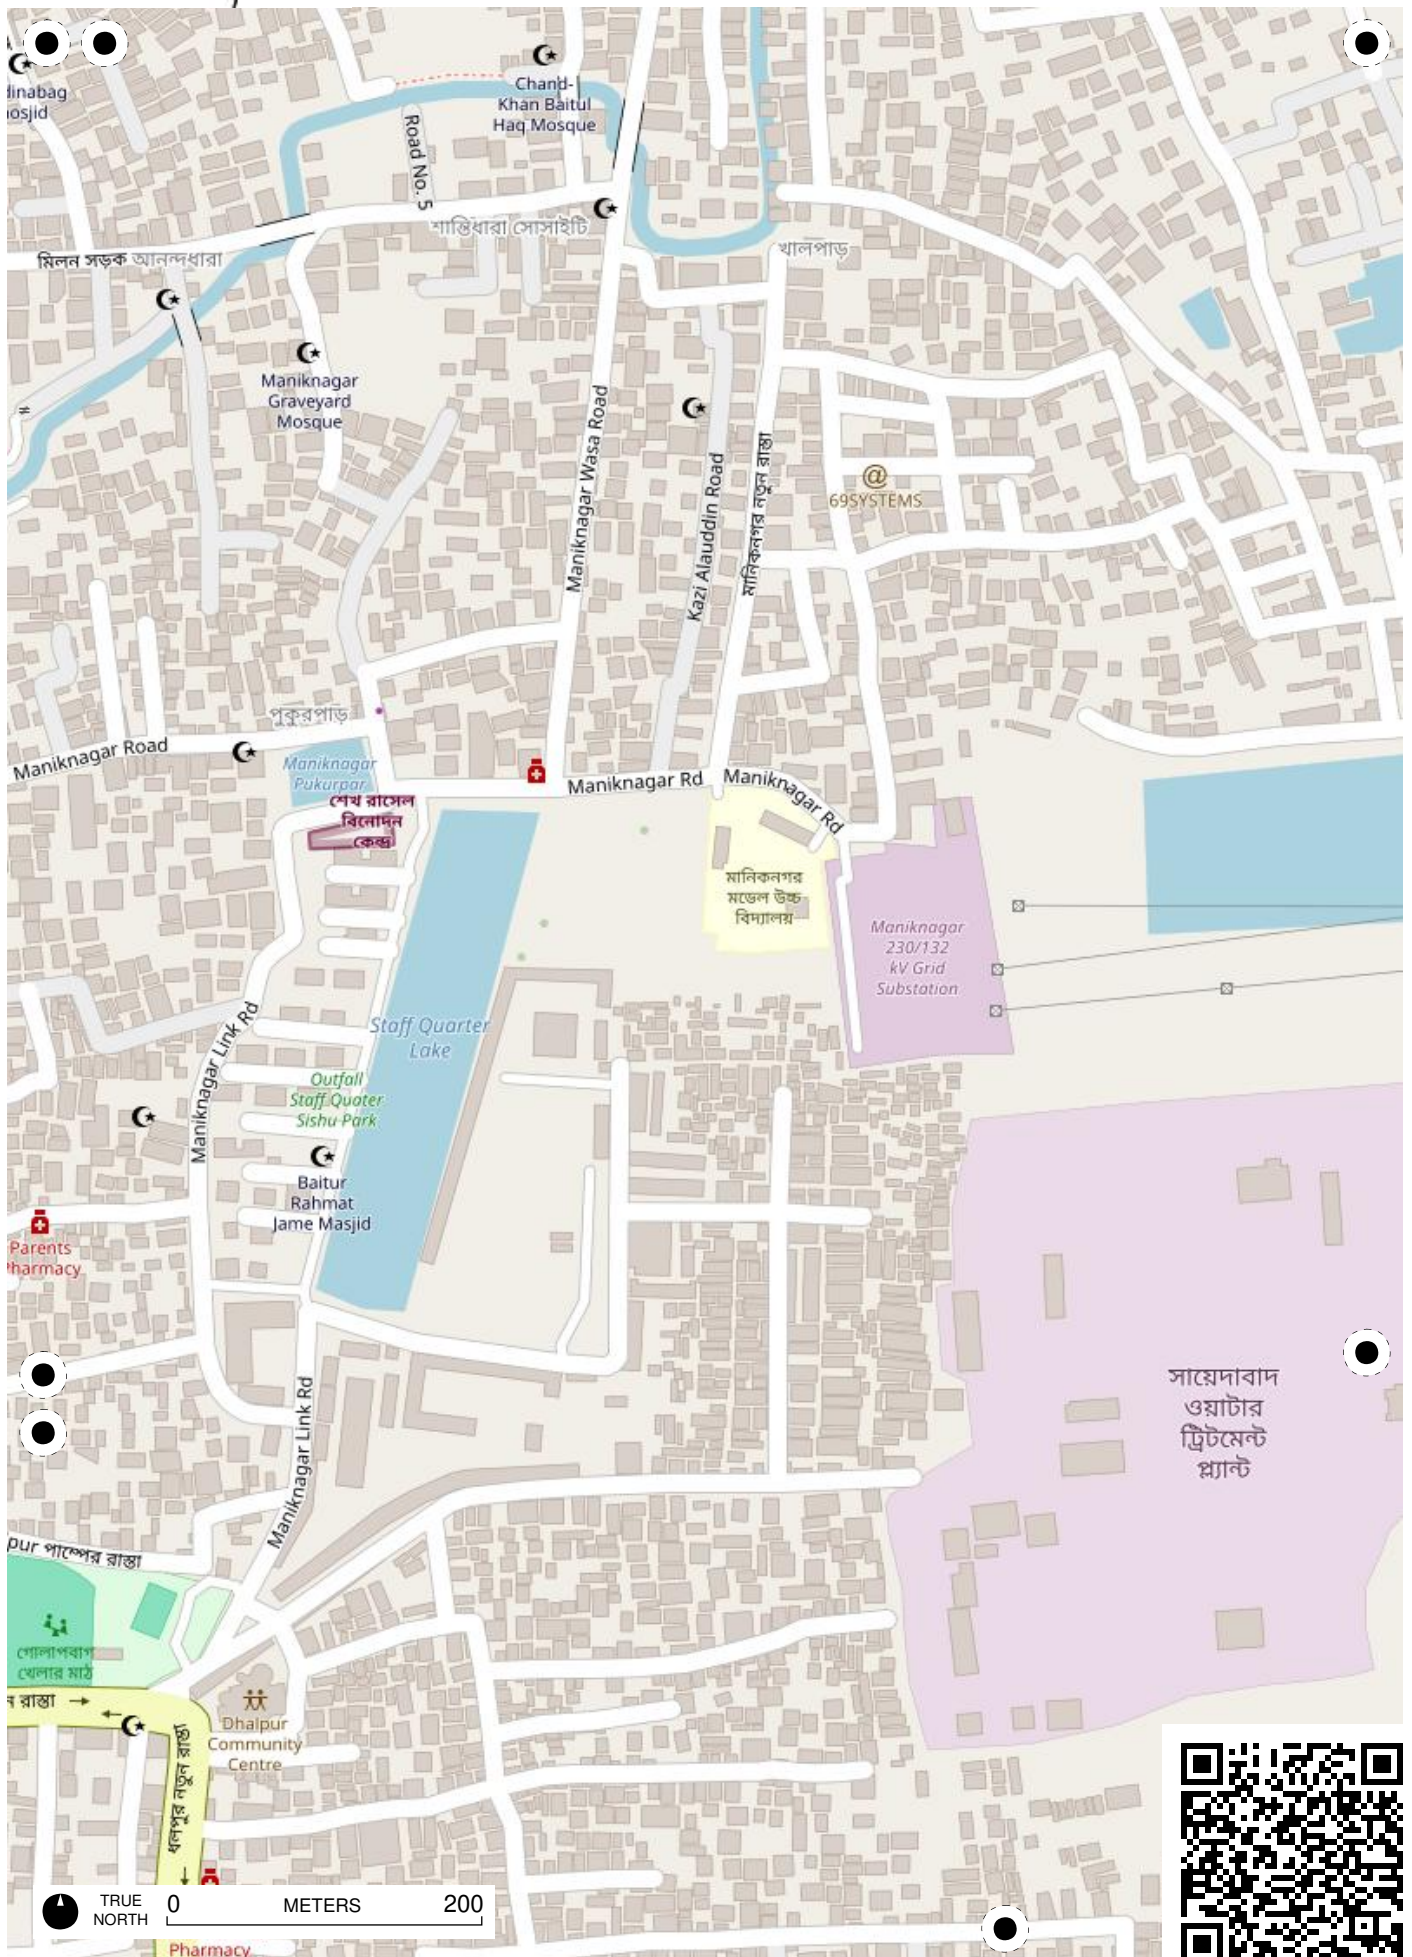 Chand-
Khan Baitul
Haq Mosque
Road No. 5
শান্তিধারা সোসাইটি
মিলন সড়ক
আনন্দধারা
খালপাড়
Maniknagar
Graveyard
Mosque
Maniknagar Wasa Road
Kazi Alauddin Road
মানিকনগর নতুন রাস্তা
@
69SYSTEMS
পুকুরপাড়
Maniknagar Road
Maniknagar
Pukurpar
শেখ রাসেল
বিনোদন
কেন্দ্র
Maniknagar Rd
Maniknagar Rd
মানিকনগর
মডেল উচ্চ
বিদ্যালয়
Maniknagar
230/132
kV Grid
Substation
Staff Quarter
Lake
Maniknagar Link Rd
Outfall
Staff Quater
Sishu Park
Baitur
Rahmat
Jame Masjid
Parents
Pharmacy
সায়েদাবাদ
ওয়াটার
ট্রিটমেন্ট
প্ল্যান্ট
Maniknagar Link Rd
pur পাম্পের রাস্তা
গোলাপবাগ
খেলার মাঠ
ন রাস্তা
Dhalpur
Community
Centre
ধলপুর নতুন রাস্তা
TRUE
NORTH
0 METERS 200
Pharmacy